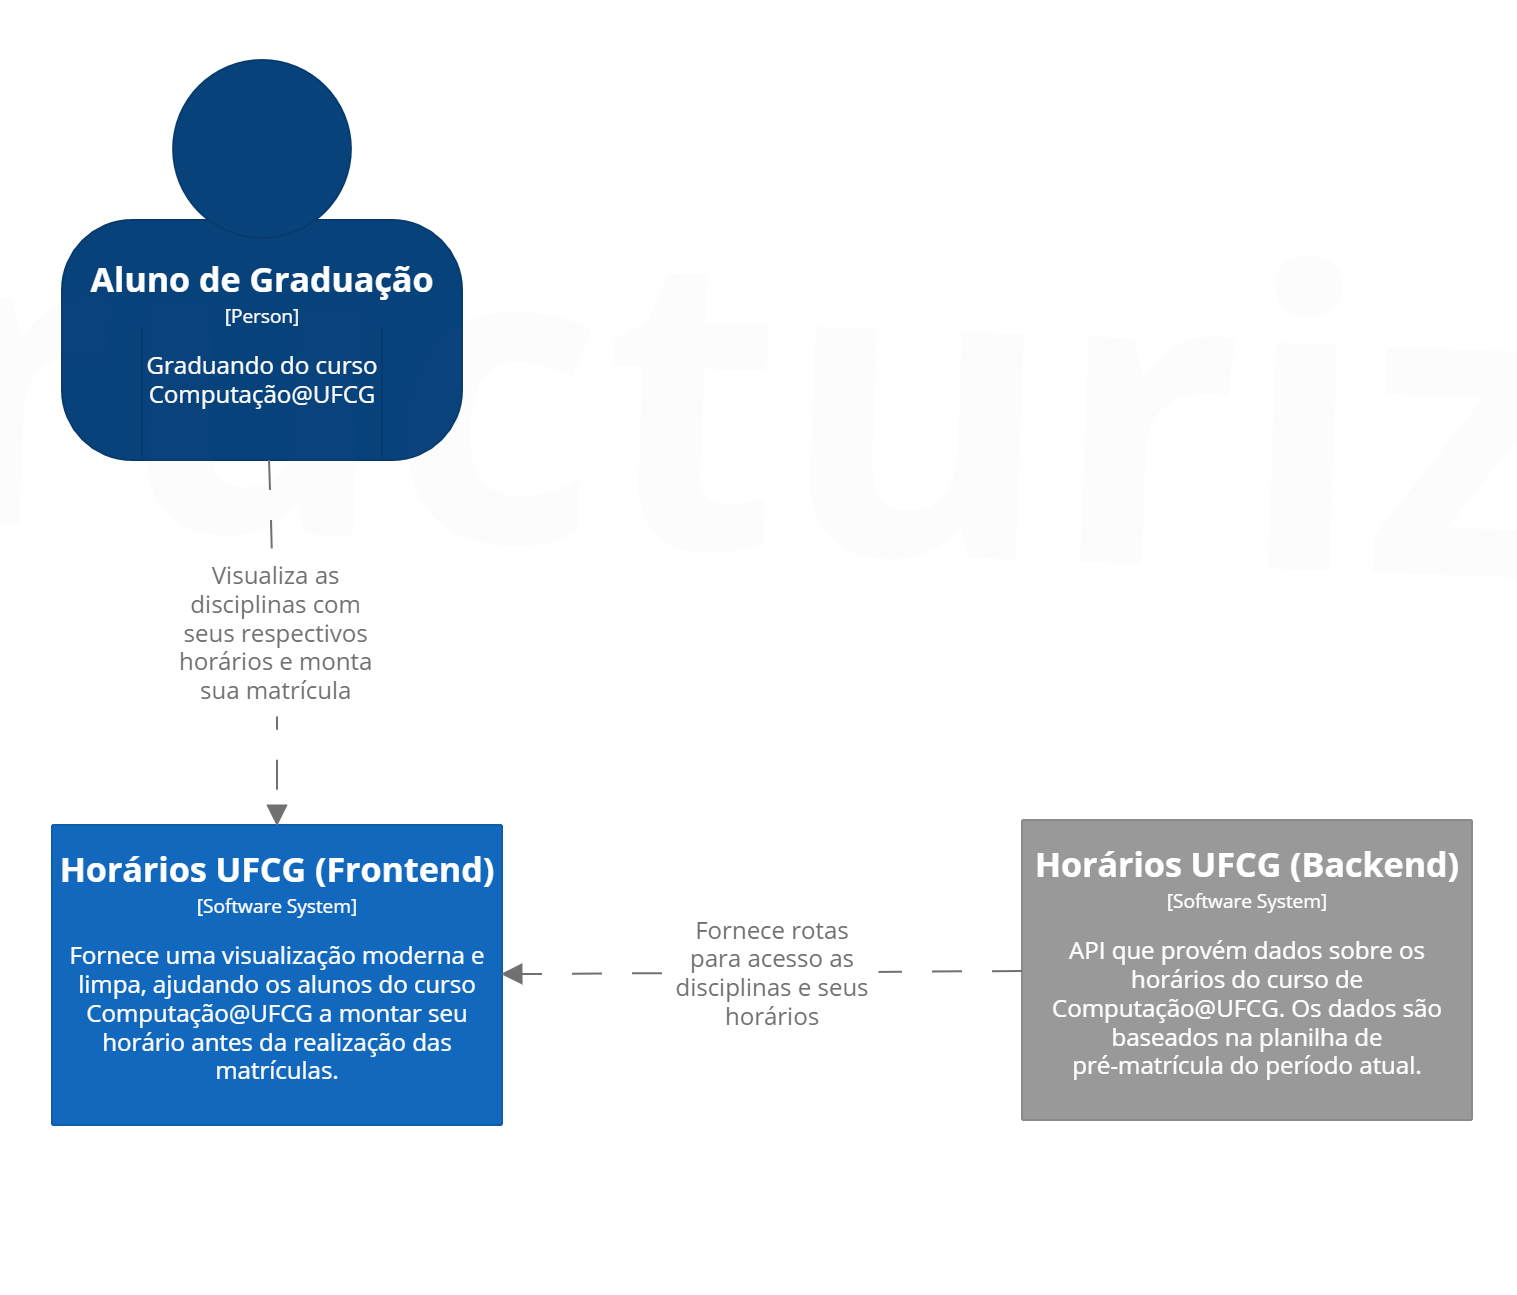 Aluno de Graduação
[Person]
Graduando do curso
Computação@UFCG
Visualiza as
disciplinas com
seus respectivos
horários e monta
sua matrícula
Horários UFCG (Frontend)
[Software System]
Fornece uma visualização moderna e
limpa, ajudando os alunos do curso
Computação@UFCG a montar seu
horário antes da realização das
matrículas.
Fornece rotas
para acesso as
disciplinas e seus
horários
Horários UFCG (Backend)
[Software System]
API que provém dados sobre os
horários do curso de
Computação@UFCG. Os dados são
baseados na planilha de
pré-matrícula do período atual.
ructuriz